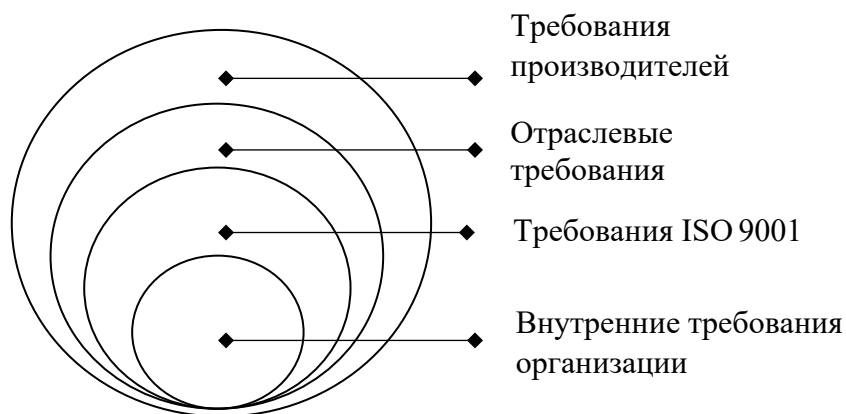 Требования
производителей
Отраслевые
требования
Требования ISO 9001
Внутренние требования
организации